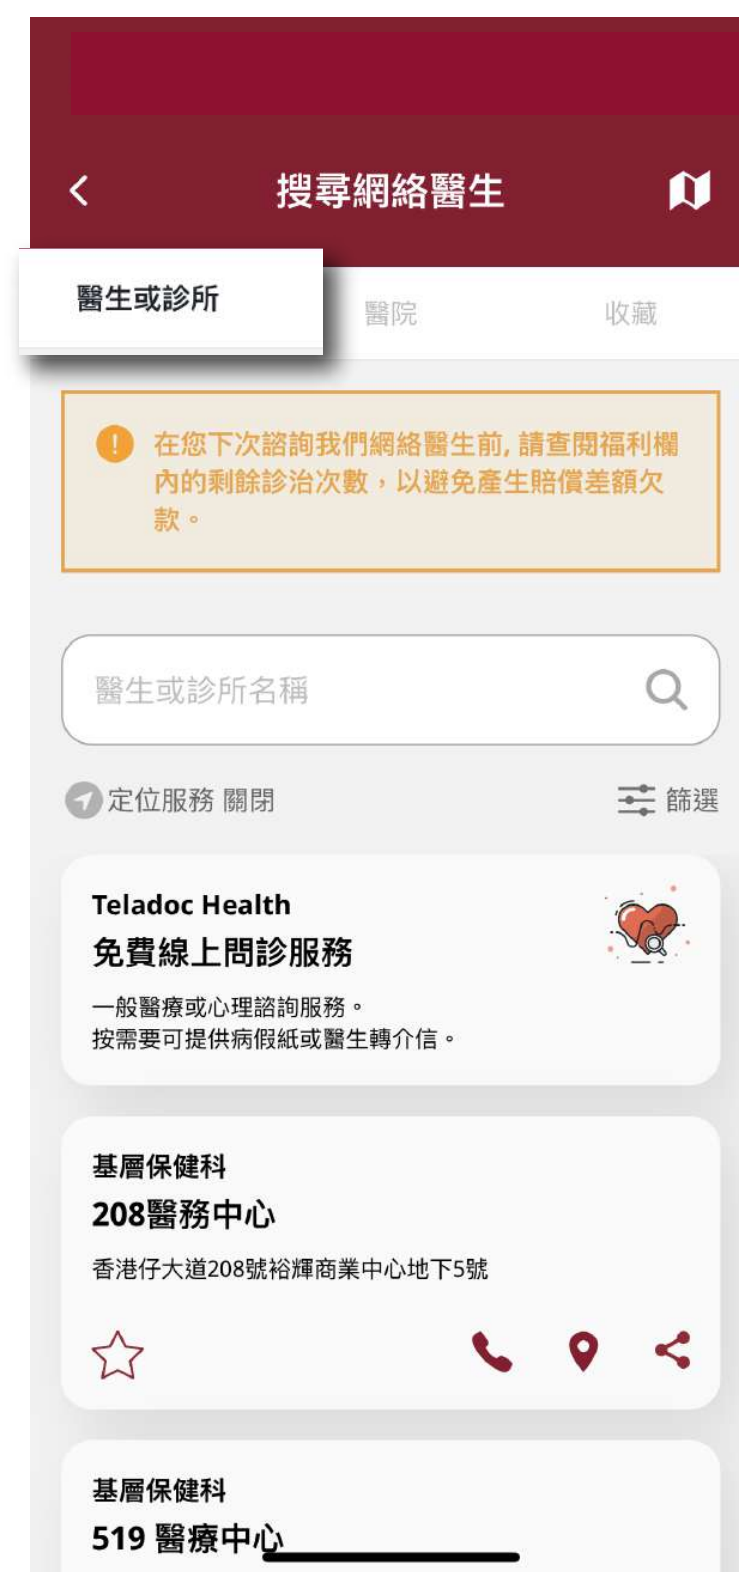 搜尋網絡醫生
醫生或診所
醫院
收藏
在您下次諮詢我們網絡醫生前, 請查閱福利欄
內的剩餘診治次數，以避免產生賠償差額欠
款。
醫生或診所名稱
定位服務 關閉
篩選
Teladoc Health
免費線上問診服務
一般醫療或心理諮詢服務。
按需要可提供病假紙或醫生轉介信。
基層保健科
208醫務中心
香港仔大道208號裕輝商業中心地下5號
基層保健科
519 醫療中心